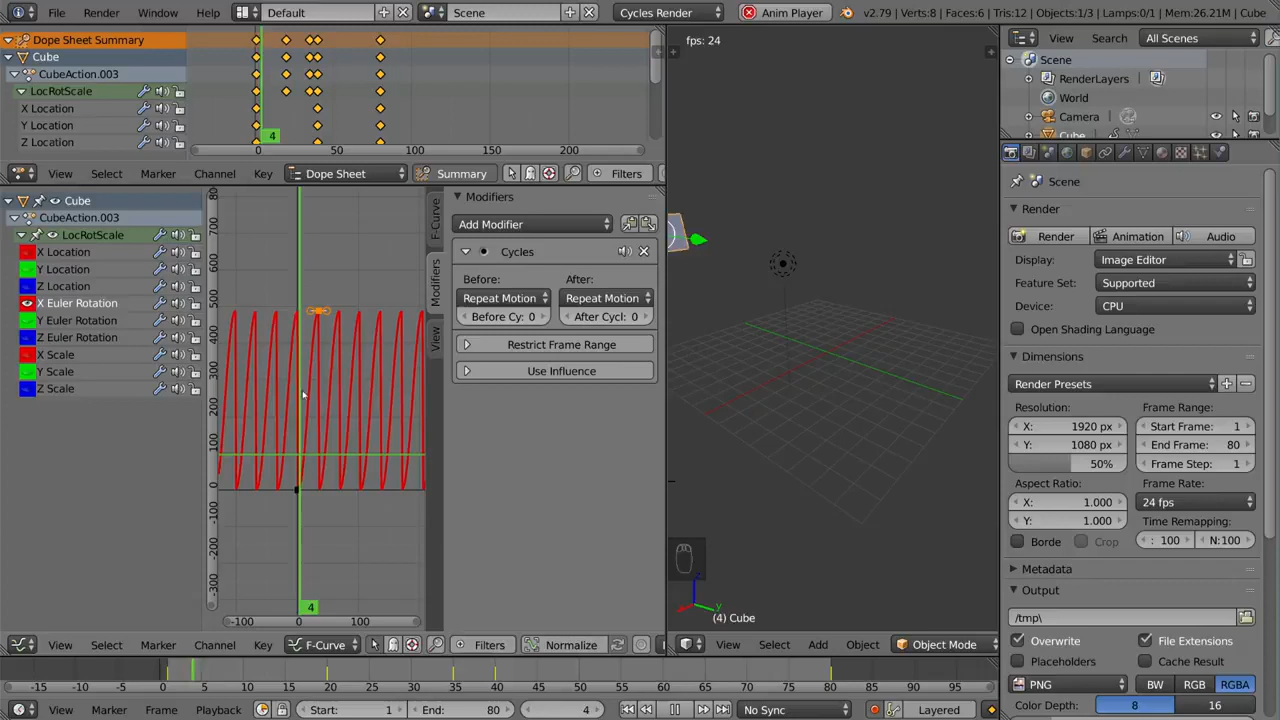 File Render Window Help Default Scene Cycles Render Anim Player v2.79 | Verts:8 | Faces:6 | Tris:12 | Objects:1/3 | Lamps:0/1 | Mem:26.21M | Cube
Dope Sheet Summary
Cube
CubeAction.003
LocRotScale
X Location
Y Location
Z Location
4
0 50 100 150 200
View Select Marker Channel Key Dope Sheet Summary Filters
Cube
CubeAction.003
LocRotScale
X Location
Y Location
Z Location
X Euler Rotation
Y Euler Rotation
Z Euler Rotation
X Scale
Y Scale
Z Scale
80
700
600
500
400
300
200
100
0
-100
-200
-300
4
-100 0 100
F-Curve
Modifiers
View
Modifiers
Add Modifier
Cycles
Before: After:
Repeat Motion Repeat Motion
Before Cy: 0 After Cycl: 0
Restrict Frame Range
Use Influence
View Select Marker Channel Key F-Curve Filters Normalize
fps: 24
y
(4) Cube
View Select Add Object Object Mode
View Search All Scenes
Scene
RenderLayers
World
Camera
Cube
Scene
Render
Render Animation Audio
Display: Image Editor
Feature Set: Supported
Device: CPU
Open Shading Language
Dimensions
Render Presets
Resolution: Frame Range:
X: 1920 px Start Frame: 1
Y: 1080 px End Frame: 80
50% Frame Step: 1
Aspect Ratio: Frame Rate:
X: 1.000 24 fps
Y: 1.000 Time Remapping:
Borde Crop : 100 N:100
Metadata
Output
/tmp\
Overwrite File Extensions
Placeholders Cache Result
PNG BW RGB RGBA
Color Depth: 8 16
-15 -10 -5 0 5 10 15 20 25 30 35 40 45 50 55 60 65 70 75 80 85 90 95
View Marker Frame Playback Start: 1 End: 80 4 No Sync Layered